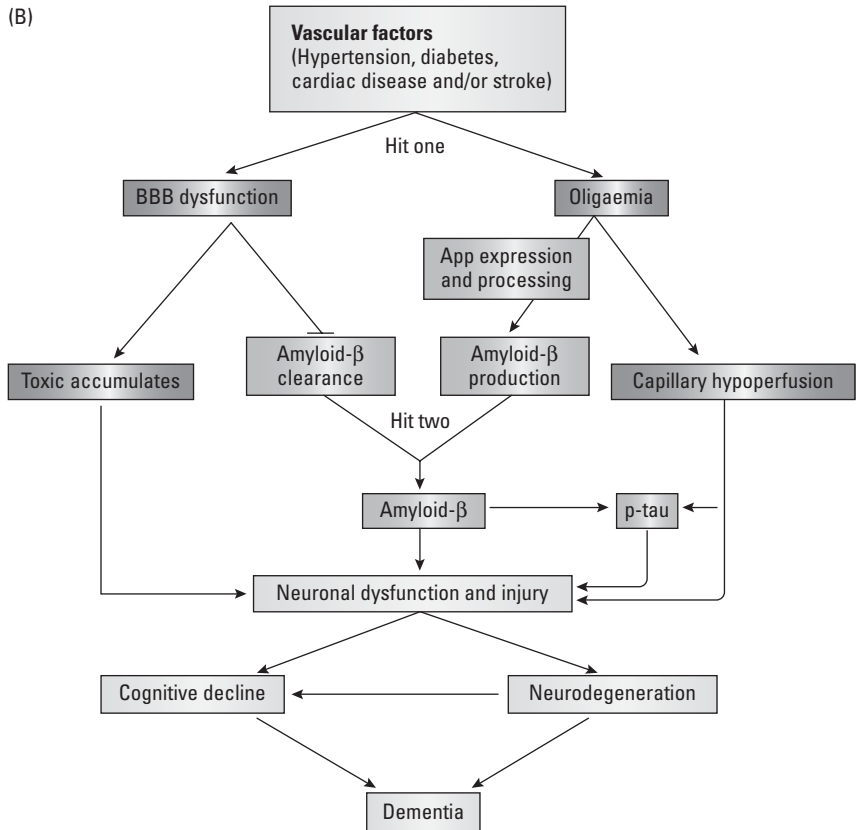 (B)
Vascular factors
(Hypertension, diabetes,
cardiac disease and/or stroke)
Hit one
BBB dysfunction
Oligaemia
App expression
and processing
Toxic accumulates
Amyloid-β
clearance
Amyloid-β
production
Capillary hypoperfusion
Hit two
Amyloid-β
p-tau
Neuronal dysfunction and injury
Cognitive decline
Neurodegeneration
Dementia